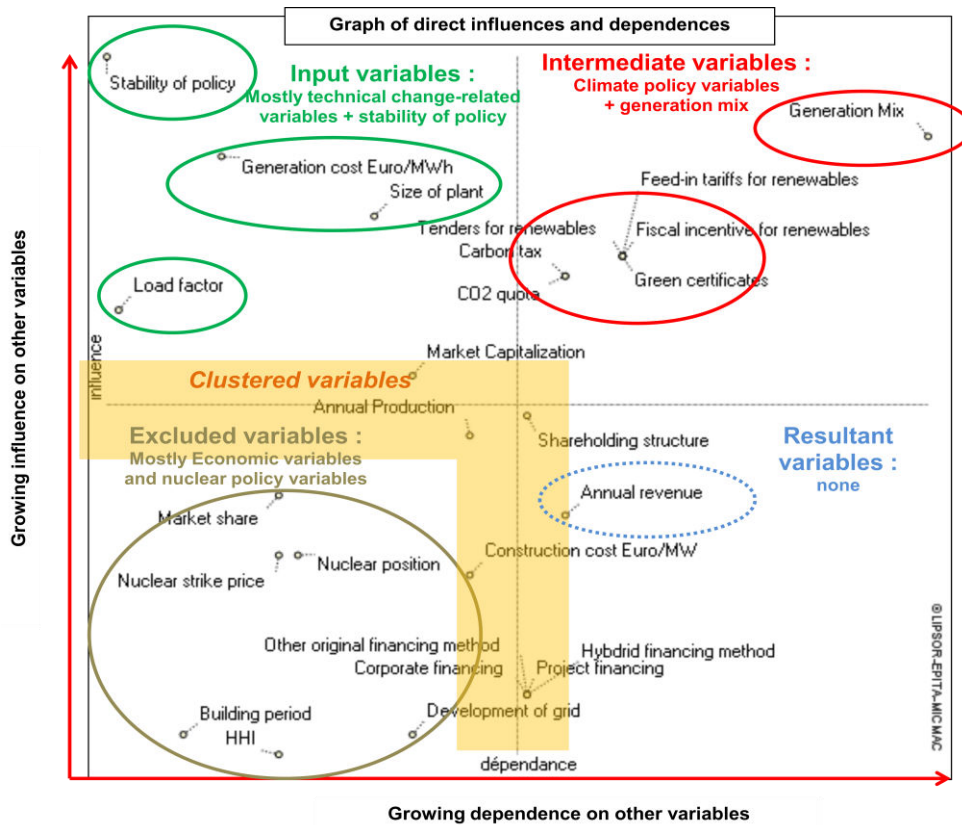 Graph of direct influences and dependences
Stability of policy
Input variables :
Mostly technical change-related
variables + stability of policy
Intermediate variables :
Climate policy variables
+ generation mix
Generation Mix
Generation cost Euro/MWh
Size of plant
Feed-in tariffs for renewables
Tenders for renewables
Fiscal incentive for renewables
Carbon tax
Green certificates
CO2 quota
Load factor
Market Capitalization
influence
Clustered variables
Annual Production
Shareholding structure
Excluded variables :
Mostly Economic variables
and nuclear policy variables
Resultant
variables :
none
Annual revenue
Market share
Construction cost Euro/MW
Nuclear strike price
Nuclear position
Other original financing method
Hybdrid financing method
Corporate financing
Project financing
Building period
Development of grid
HHI
dépendance
©LIPSOR-EPITA-MICMAC
Growing influence on other variables
Growing dependence on other variables